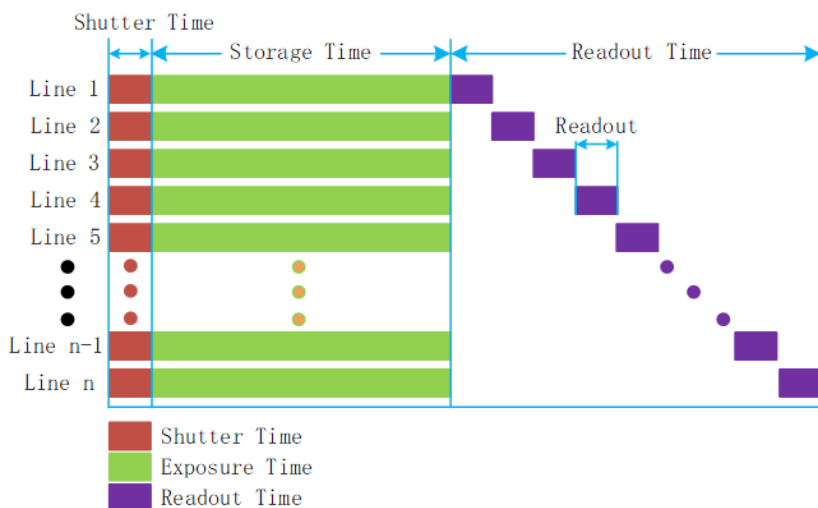 Shutter Time
Storage Time
Readout Time
Line 1
Line 2
Readout
Line 3
Line 4
Line 5
Line n-1
Line n
Shutter Time
Exposure Time
Readout Time